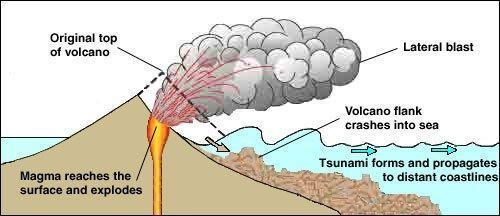 Original top
of volcano
Lateral blast
Volcano flank
crashes into sea
Tsunami forms and propagates
to distant coastlines
Magma reaches the
surface and explodes